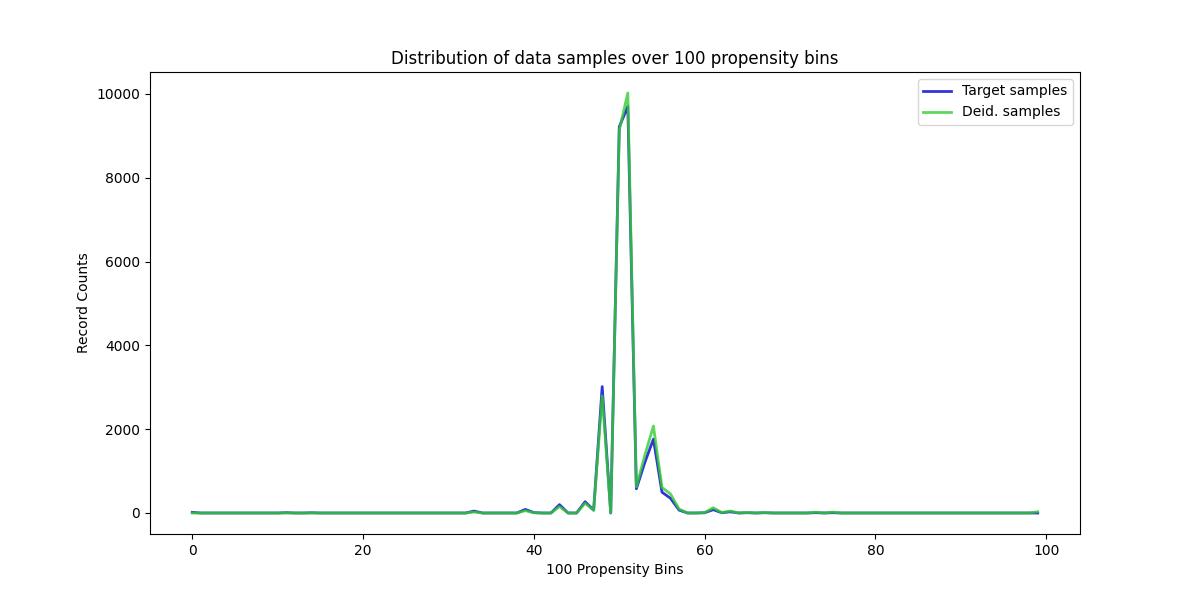 Distribution of data samples over 100 propensity bins
Target samples
Deid. samples
10000
8000
6000
4000
2000
0
Record Counts
0 20 40 60 80 100
100 Propensity Bins